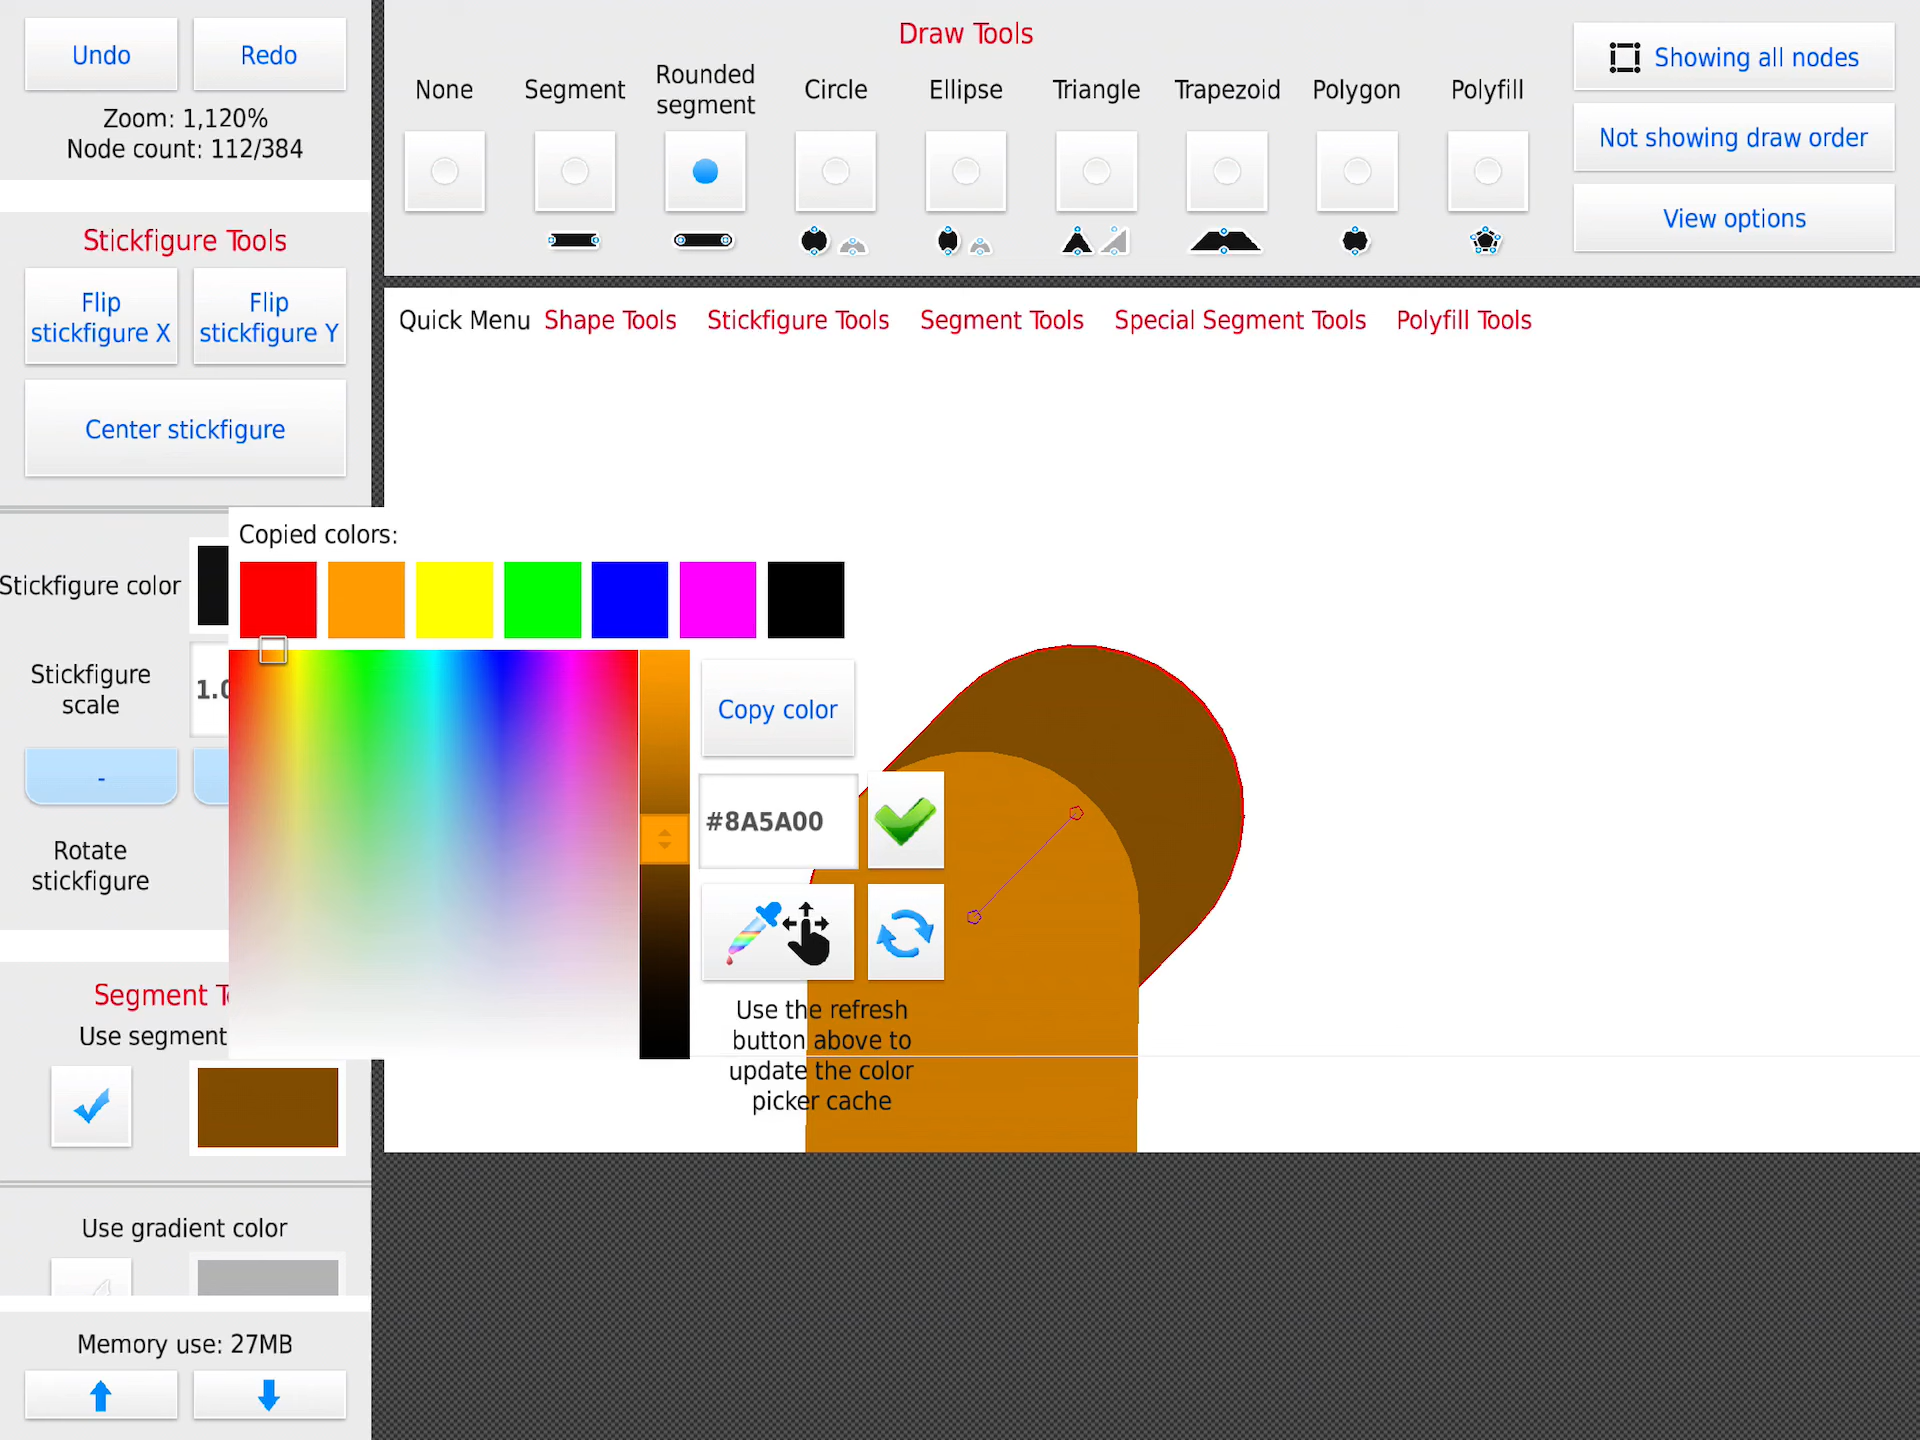 Undo
Redo
Zoom: 1,120%
Node count: 112/384
Stickfigure Tools
Flip
stickfigure X
Flip
stickfigure Y
Center stickfigure
Stickfigure color
Stickfigure
scale
1.0
-
Rotate
stickfigure
Segment
Use segment
Use gradient color
Memory use: 27MB
Draw Tools
None
Segment
Rounded
segment
Circle
Ellipse
Triangle
Trapezoid
Polygon
Polyfill
Showing all nodes
Not showing draw order
View options
Quick Menu
Shape Tools
Stickfigure Tools
Segment Tools
Special Segment Tools
Polyfill Tools
Copied colors:
Copy color
#8A5A00
Use the refresh
button above to
update the color
picker cache